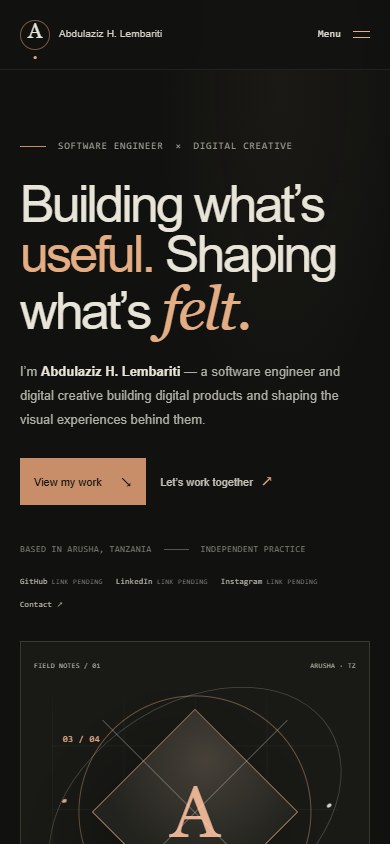 A
Abdulaziz H. Lembariti
Menu
SOFTWARE ENGINEER × DIGITAL CREATIVE
Building what’s
useful. Shaping
what’s felt.
I’m Abdulaziz H. Lembariti — a software engineer and
digital creative building digital products and shaping the
visual experiences behind them.
View my work ↘
Let’s work together ↗
BASED IN ARUSHA, TANZANIA —— INDEPENDENT PRACTICE
GitHub LINK PENDING LinkedIn LINK PENDING Instagram LINK PENDING
Contact ↗
FIELD NOTES / 01
ARUSHA · TZ
03 / 04
A